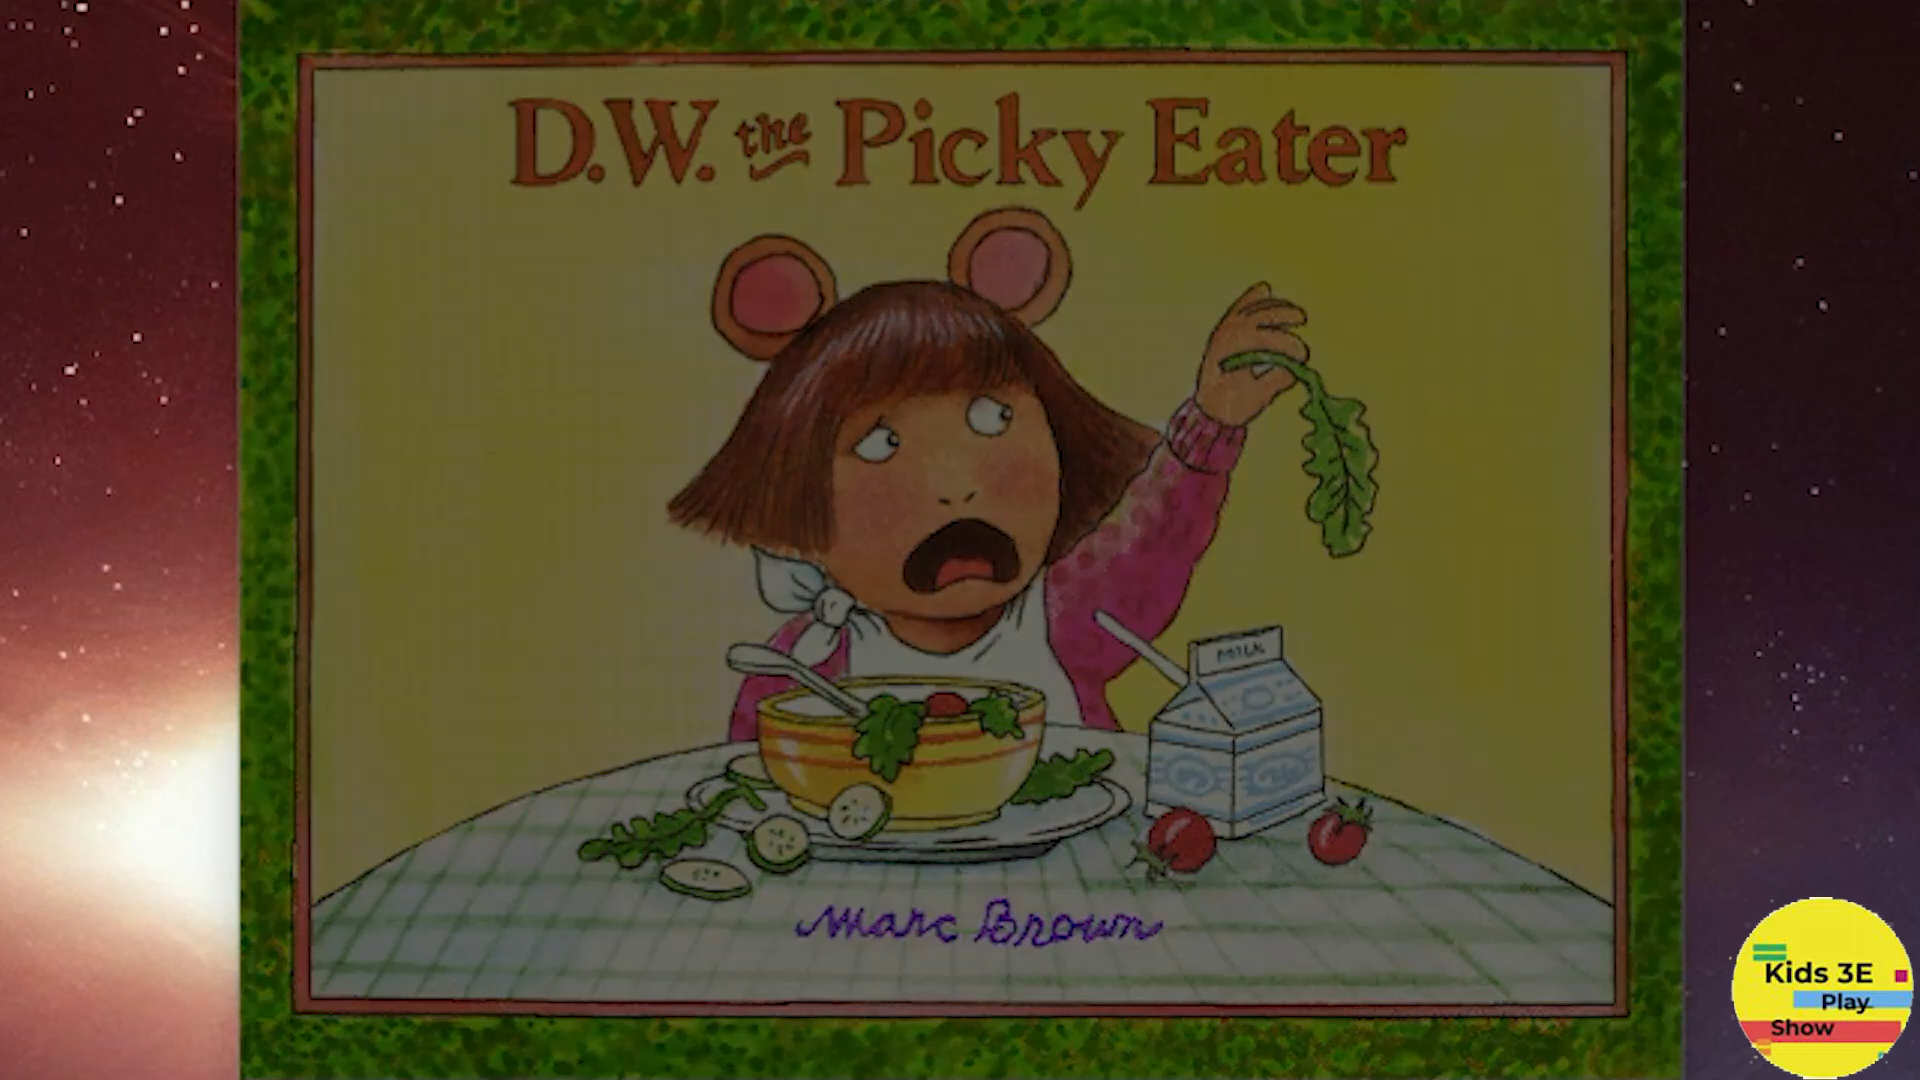 D.W. the Picky Eater
MILK
Marc Brown
Kids 3E
Play
Show